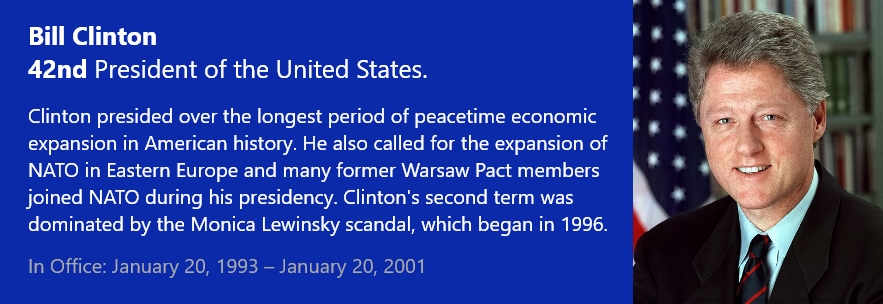 Bill Clinton
42nd President of the United States.
Clinton presided over the longest period of peacetime economic
expansion in American history. He also called for the expansion of
NATO in Eastern Europe and many former Warsaw Pact members
joined NATO during his presidency. Clinton's second term was
dominated by the Monica Lewinsky scandal, which began in 1996.
In Office: January 20, 1993 – January 20, 2001